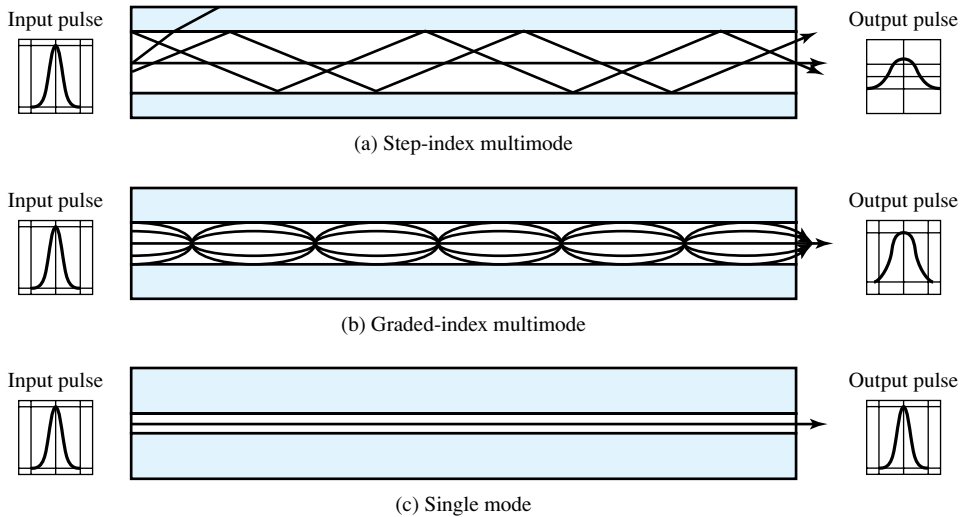 Input pulse
Output pulse
(a) Step-index multimode
Input pulse
Output pulse
(b) Graded-index multimode
Input pulse
Output pulse
(c) Single mode